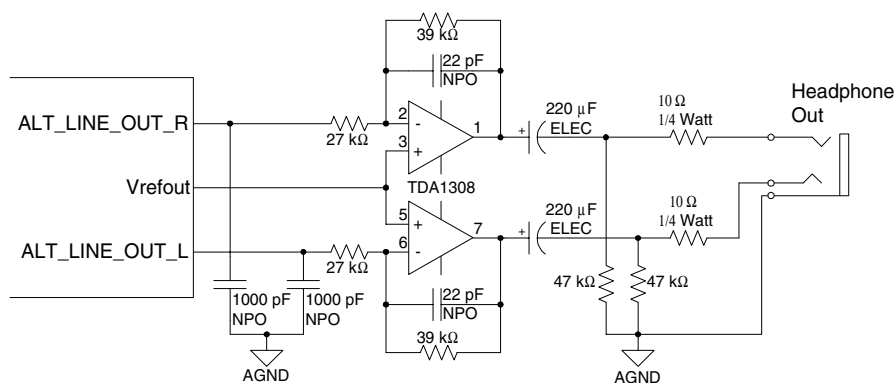 39 kΩ
22 pF
NPO
ALT_LINE_OUT_R
27 kΩ
2
-
3
+
1
+
220 µF
ELEC
10 Ω
1/4 Watt
Headphone
Out
Vrefout
TDA1308
ALT_LINE_OUT_L
27 kΩ
5
+
6
-
7
+
220 µF
ELEC
10 Ω
1/4 Watt
1000 pF
NPO
1000 pF
NPO
22 pF
NPO
39 kΩ
47 kΩ
47 kΩ
AGND
AGND